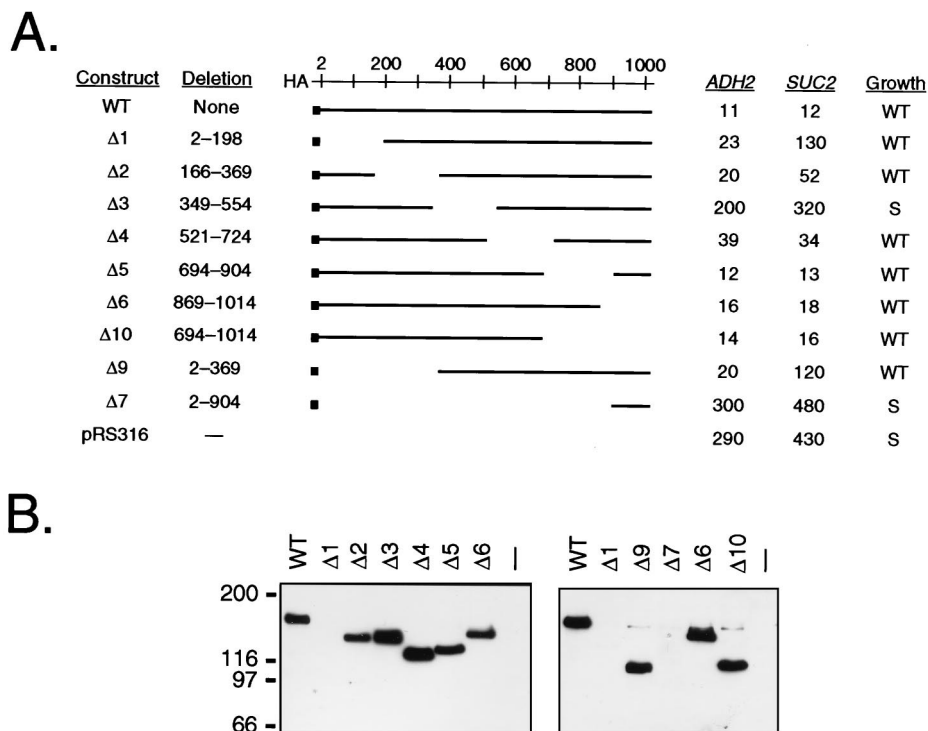 A.
2 200 400 600 800 1000
Construct Deletion HA ADH2 SUC2 Growth
WT None 11 12 WT
Δ1 2–198 23 130 WT
Δ2 166–369 20 52 WT
Δ3 349–554 200 320 S
Δ4 521–724 39 34 WT
Δ5 694–904 12 13 WT
Δ6 869–1014 16 18 WT
Δ10 694–1014 14 16 WT
Δ9 2–369 20 120 WT
Δ7 2–904 300 480 S
pRS316 — 290 430 S
B.
WT Δ1 Δ2 Δ3 Δ4 Δ5 Δ6 — WT Δ1 Δ9 Δ7 Δ6 Δ10 —
200
116
97
66